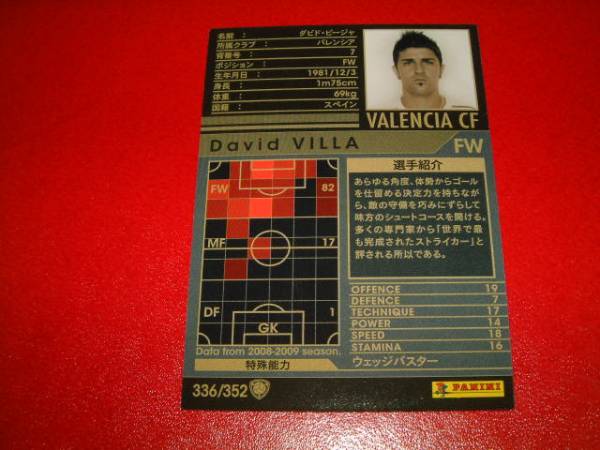 名前 : ダビド・ビージャ
所属クラブ : バレンシア
背番号 : 7
ポジション : FW
生年月日 : 1981/12/3
身長 : 1m75cm
体重 : 69kg
国籍 : スペイン
VALENCIA CF
David VILLA
FW
FW 82
MF 17
DF 1
GK
Data from 2008-2009 season.
選手紹介
あらゆる角度、体勢からゴール
を仕留める決定力を持ちなが
ら、敵の守備を巧みにずらして
味方のシュートコースを開ける。
多くの専門家から「世界で最
も完成されたストライカー」と
評される所以である。
OFFENCE 19
DEFENCE 7
TECHNIQUE 17
POWER 14
SPEED 18
STAMINA 16
特殊能力
ウェッジバスター
336/352
PANINI